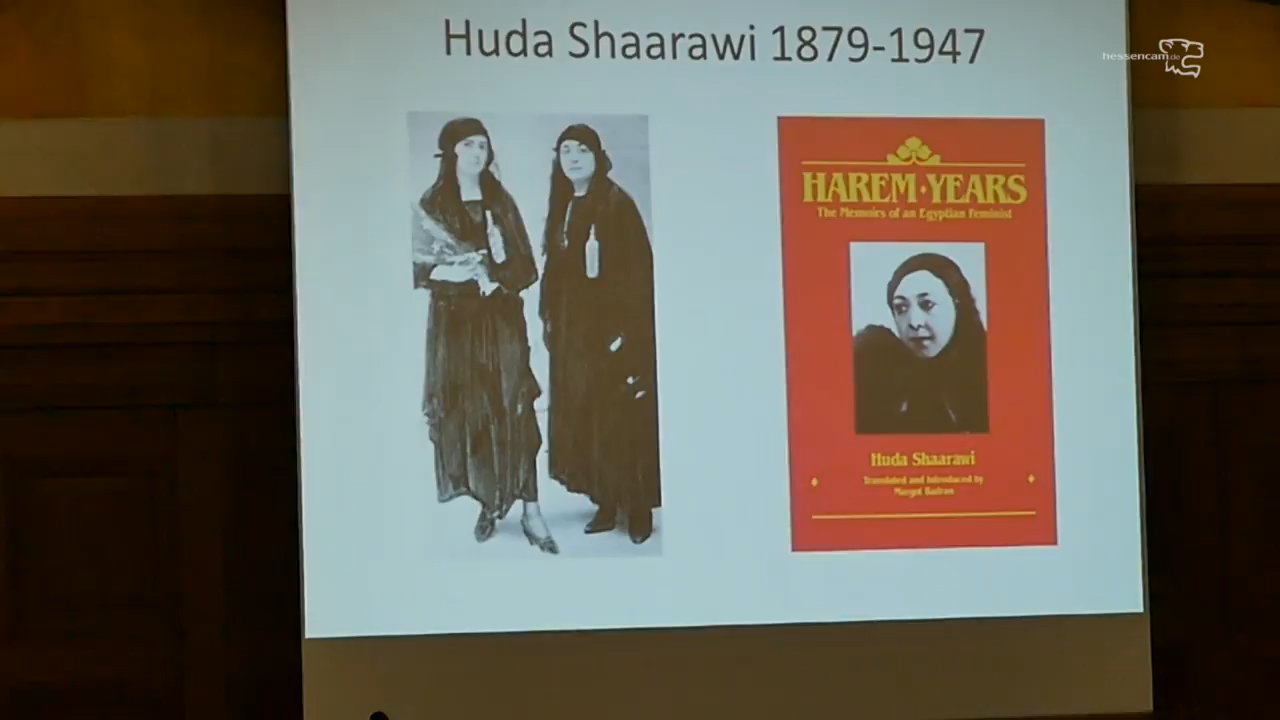 Huda Shaarawi 1879-1947
hessencam.de
HAREM·YEARS
The Memoirs of an Egyptian Feminist
Huda Shaarawi
Translated and Introduced by
Margot Badran